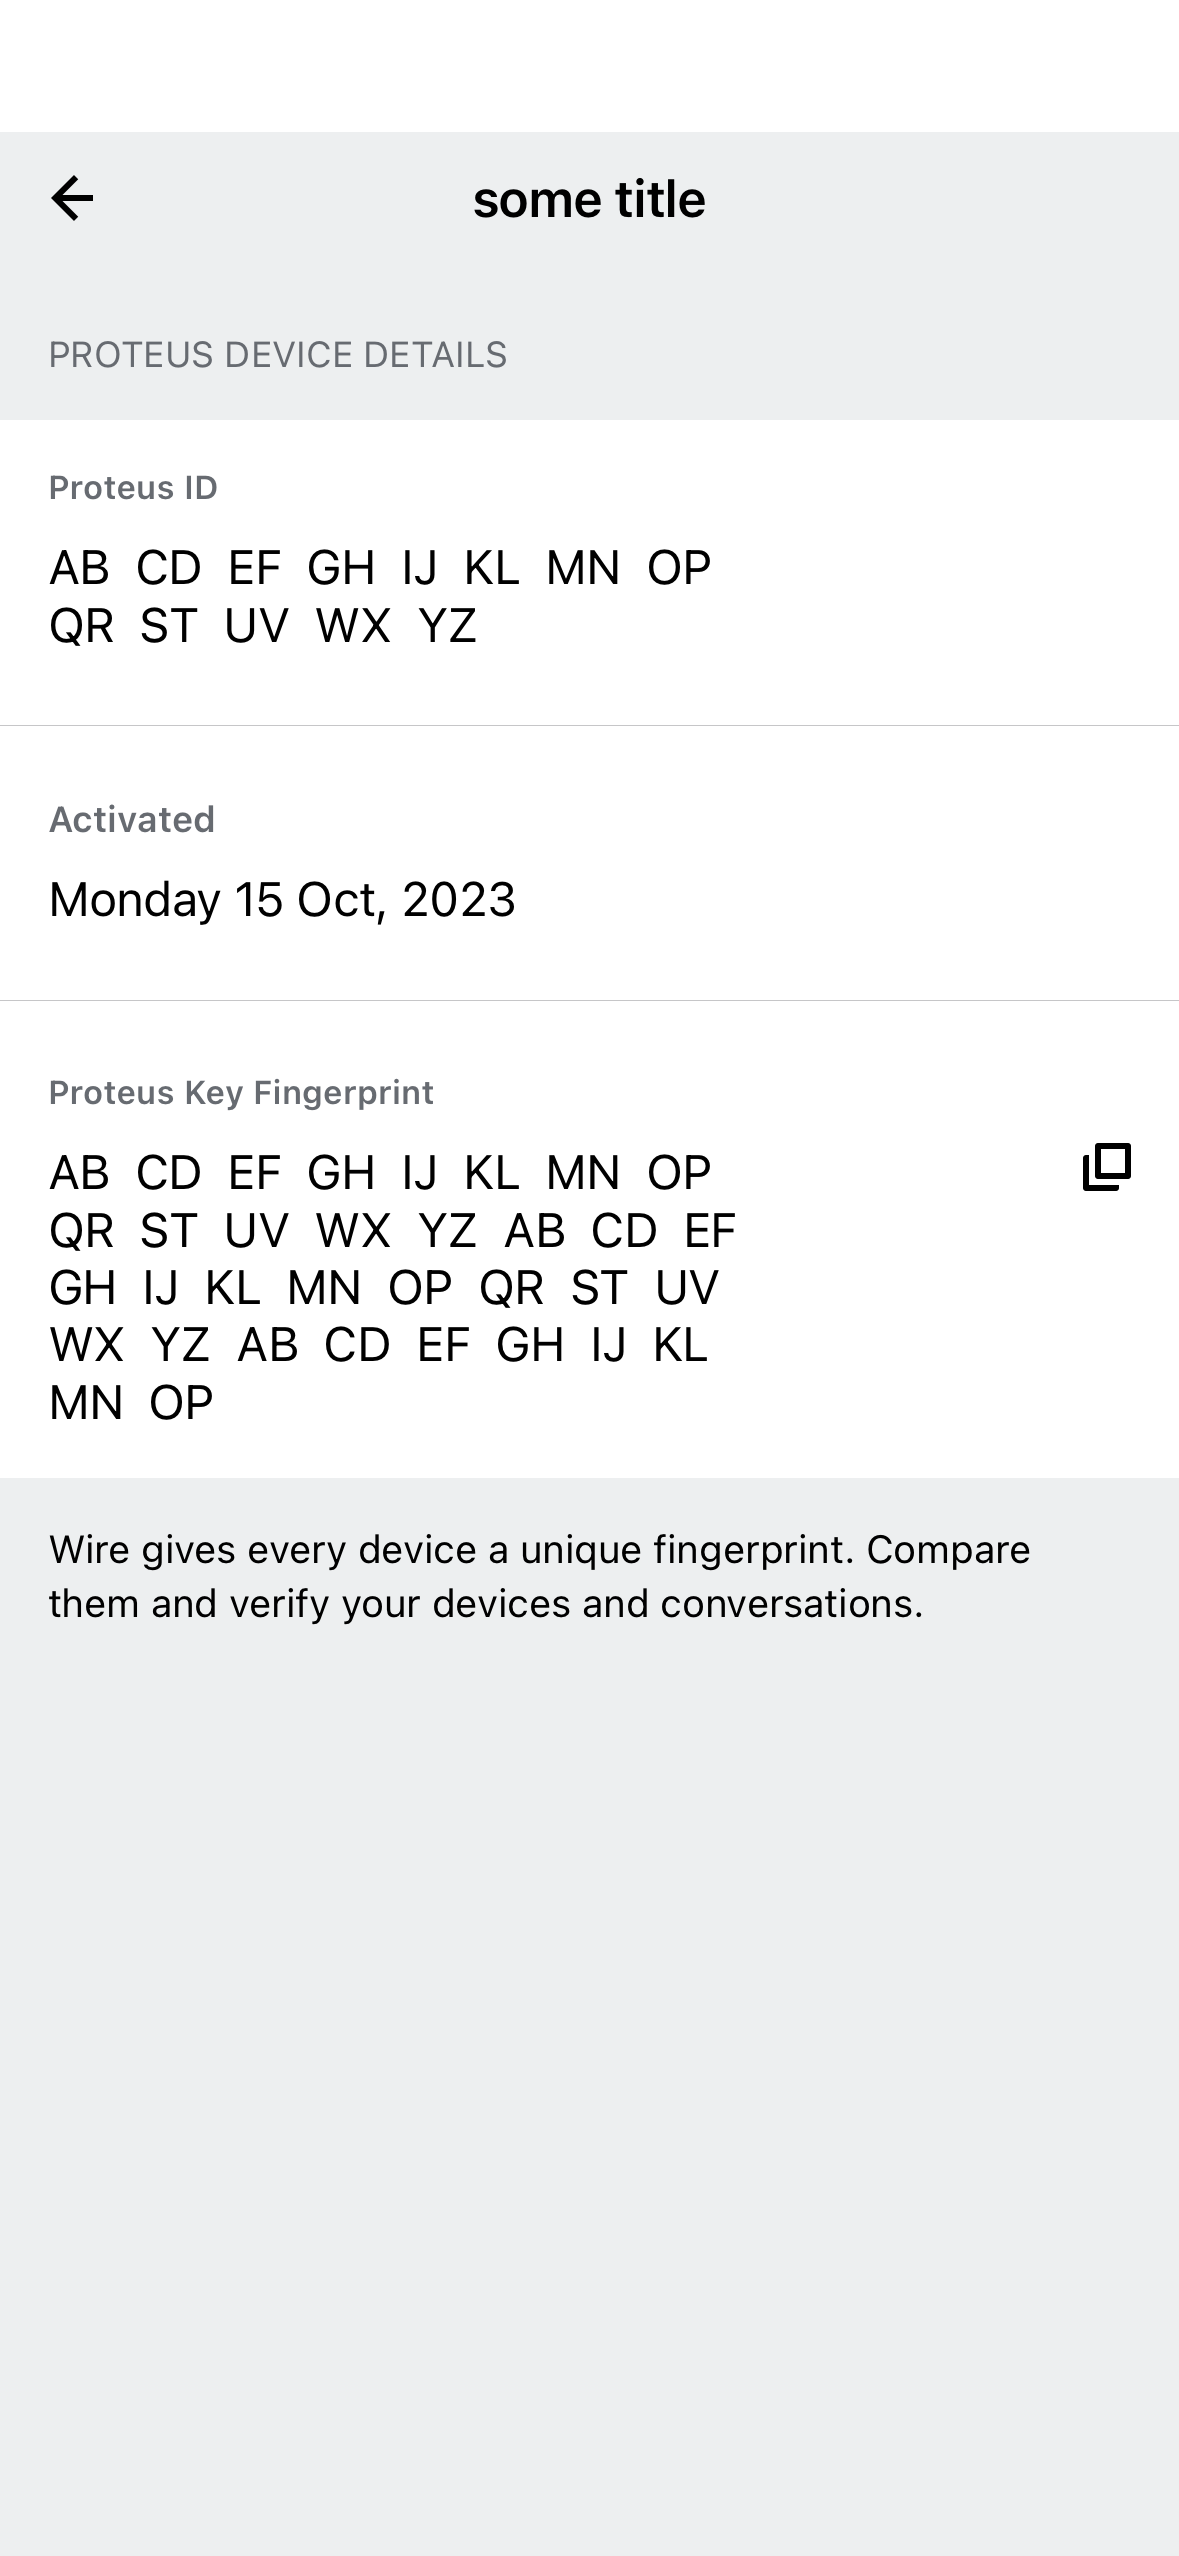 some title
PROTEUS DEVICE DETAILS
Proteus ID
AB CD EF GH IJ KL MN OP
QR ST UV WX YZ
Activated
Monday 15 Oct, 2023
Proteus Key Fingerprint
AB CD EF GH IJ KL MN OP
QR ST UV WX YZ AB CD EF
GH IJ KL MN OP QR ST UV
WX YZ AB CD EF GH IJ KL
MN OP
Wire gives every device a unique fingerprint. Compare
them and verify your devices and conversations.